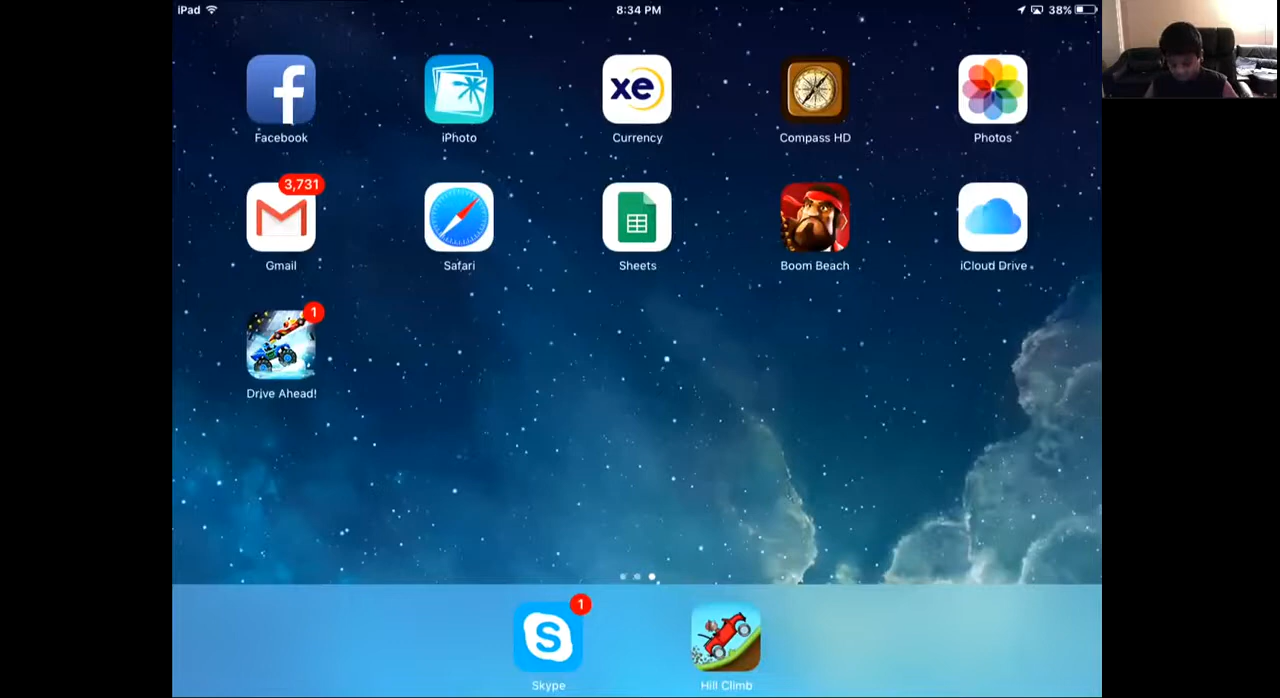 iPad 8:34 PM 38%
Facebook iPhoto xe Currency Compass HD Photos
3,731
Gmail Safari Sheets Boom Beach iCloud Drive
1
Drive Ahead!
1
Skype Hill Climb